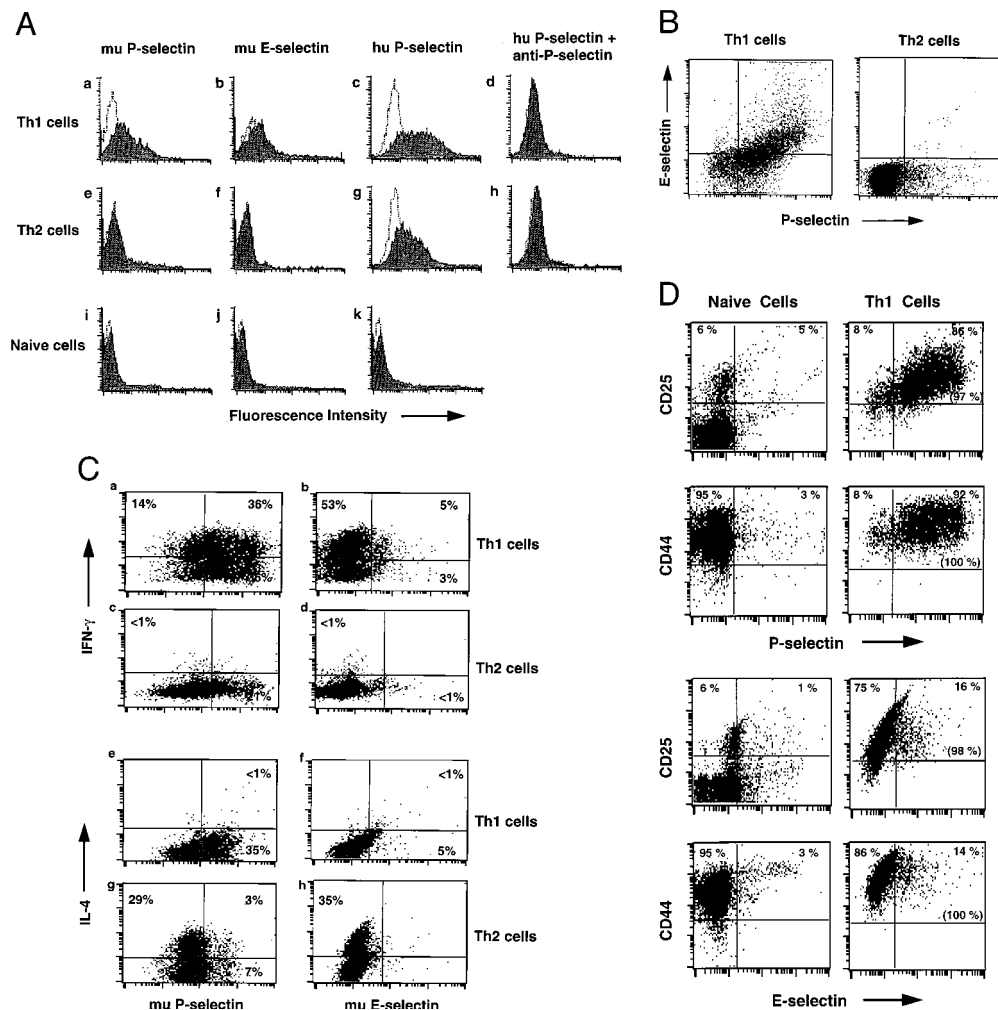 A
mu P-selectin
mu E-selectin
hu P-selectin
hu P-selectin +
anti-P-selectin
a
b
c
d
Th1 cells
e
f
g
h
Th2 cells
i
j
k
Naive cells
Fluorescence Intensity
B
Th1 cells
Th2 cells
E-selectin
P-selectin
C
a
14%
36%
b
53%
5%
3%
Th1 cells
IFN-γ
c
<1%
d
<1%
<1%
Th2 cells
e
<1%
35%
f
<1%
5%
Th1 cells
IL-4
g
29%
3%
7%
h
35%
Th2 cells
mu P-selectin
mu E-selectin
D
Naive Cells
Th1 Cells
CD25
6 %
5 %
8 %
(97 %)
CD44
95 %
3 %
8 %
92 %
(100 %)
P-selectin
CD25
6 %
1 %
75 %
16 %
(98 %)
CD44
95 %
3 %
86 %
14 %
(100 %)
E-selectin